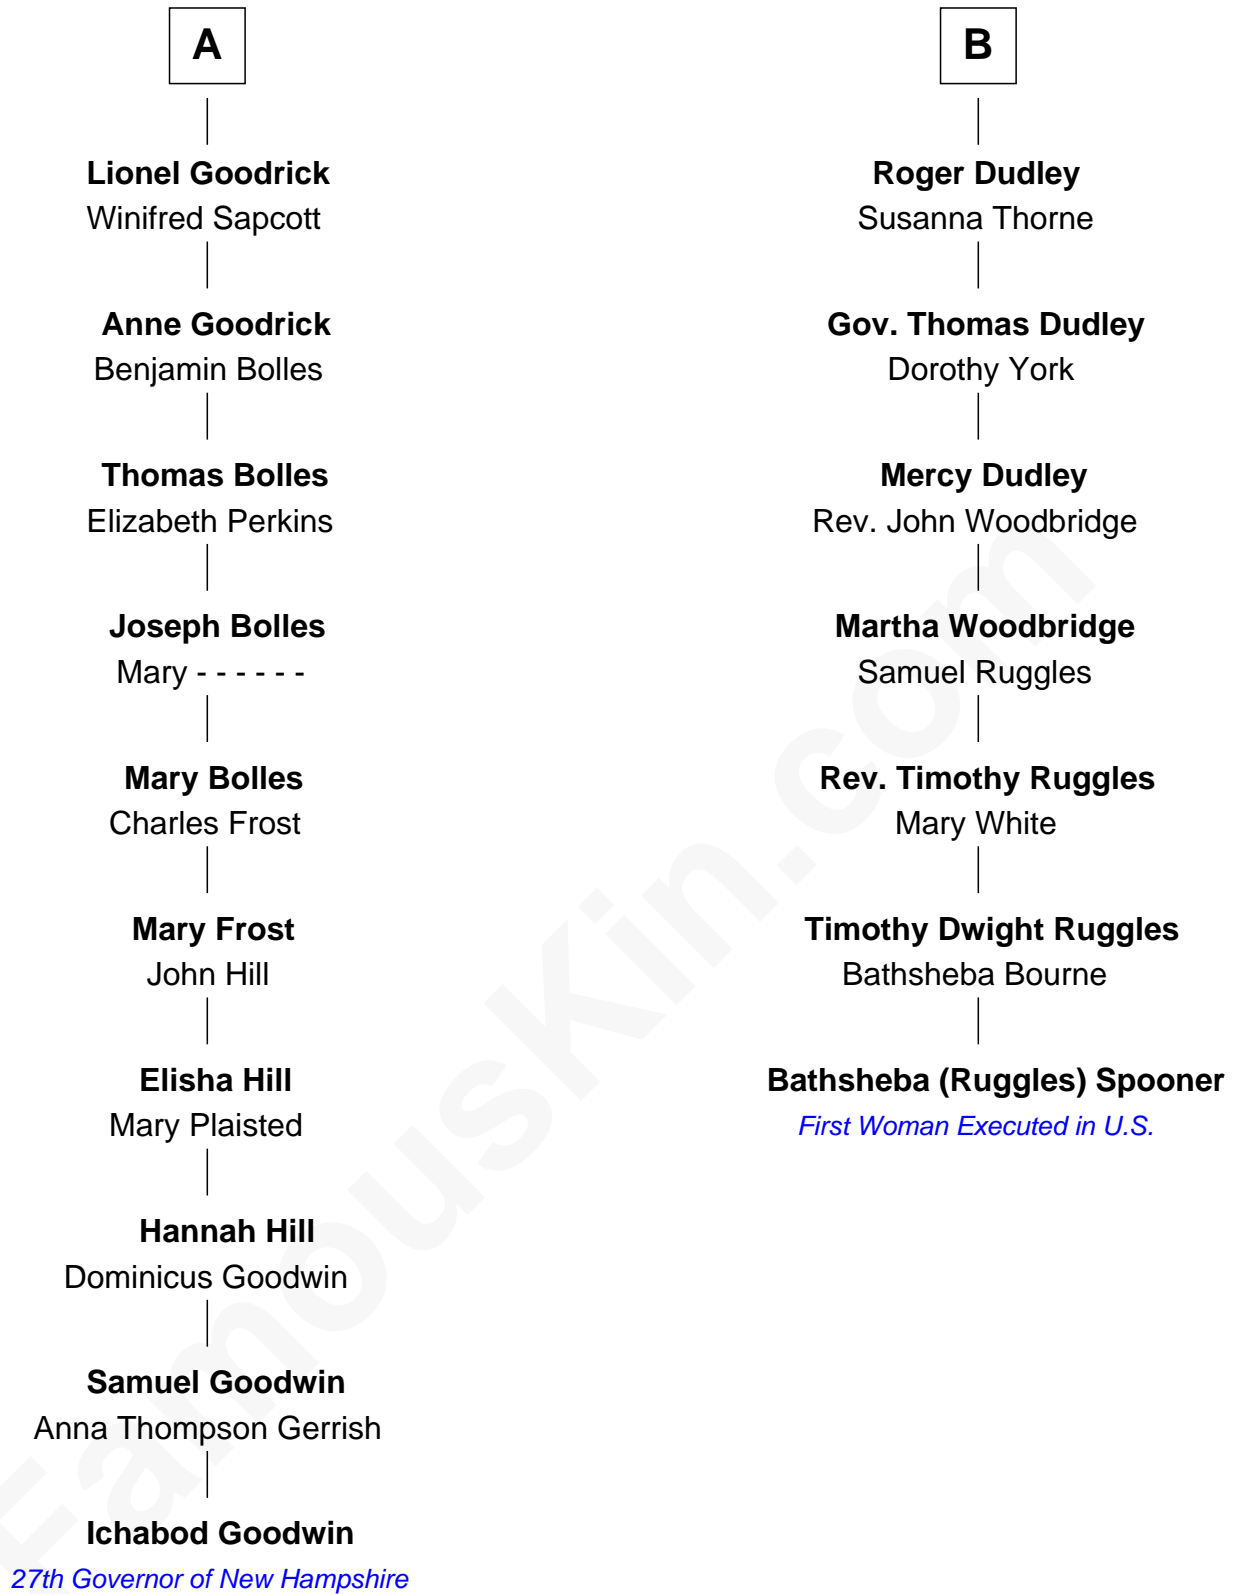 A
Lionel Goodrick
Winifred Sapcott
Anne Goodrick
Benjamin Bolles
Thomas Bolles
Elizabeth Perkins
Joseph Bolles
Mary - - - - - -
Mary Bolles
Charles Frost
Mary Frost
John Hill
Elisha Hill
Mary Plaisted
Hannah Hill
Dominicus Goodwin
Samuel Goodwin
Anna Thompson Gerrish
Ichabod Goodwin
27th Governor of New Hampshire
B
Roger Dudley
Susanna Thorne
Gov. Thomas Dudley
Dorothy York
Mercy Dudley
Rev. John Woodbridge
Martha Woodbridge
Samuel Ruggles
Rev. Timothy Ruggles
Mary White
Timothy Dwight Ruggles
Bathsheba Bourne
Bathsheba (Ruggles) Spooner
First Woman Executed in U.S.
FamousKin.com